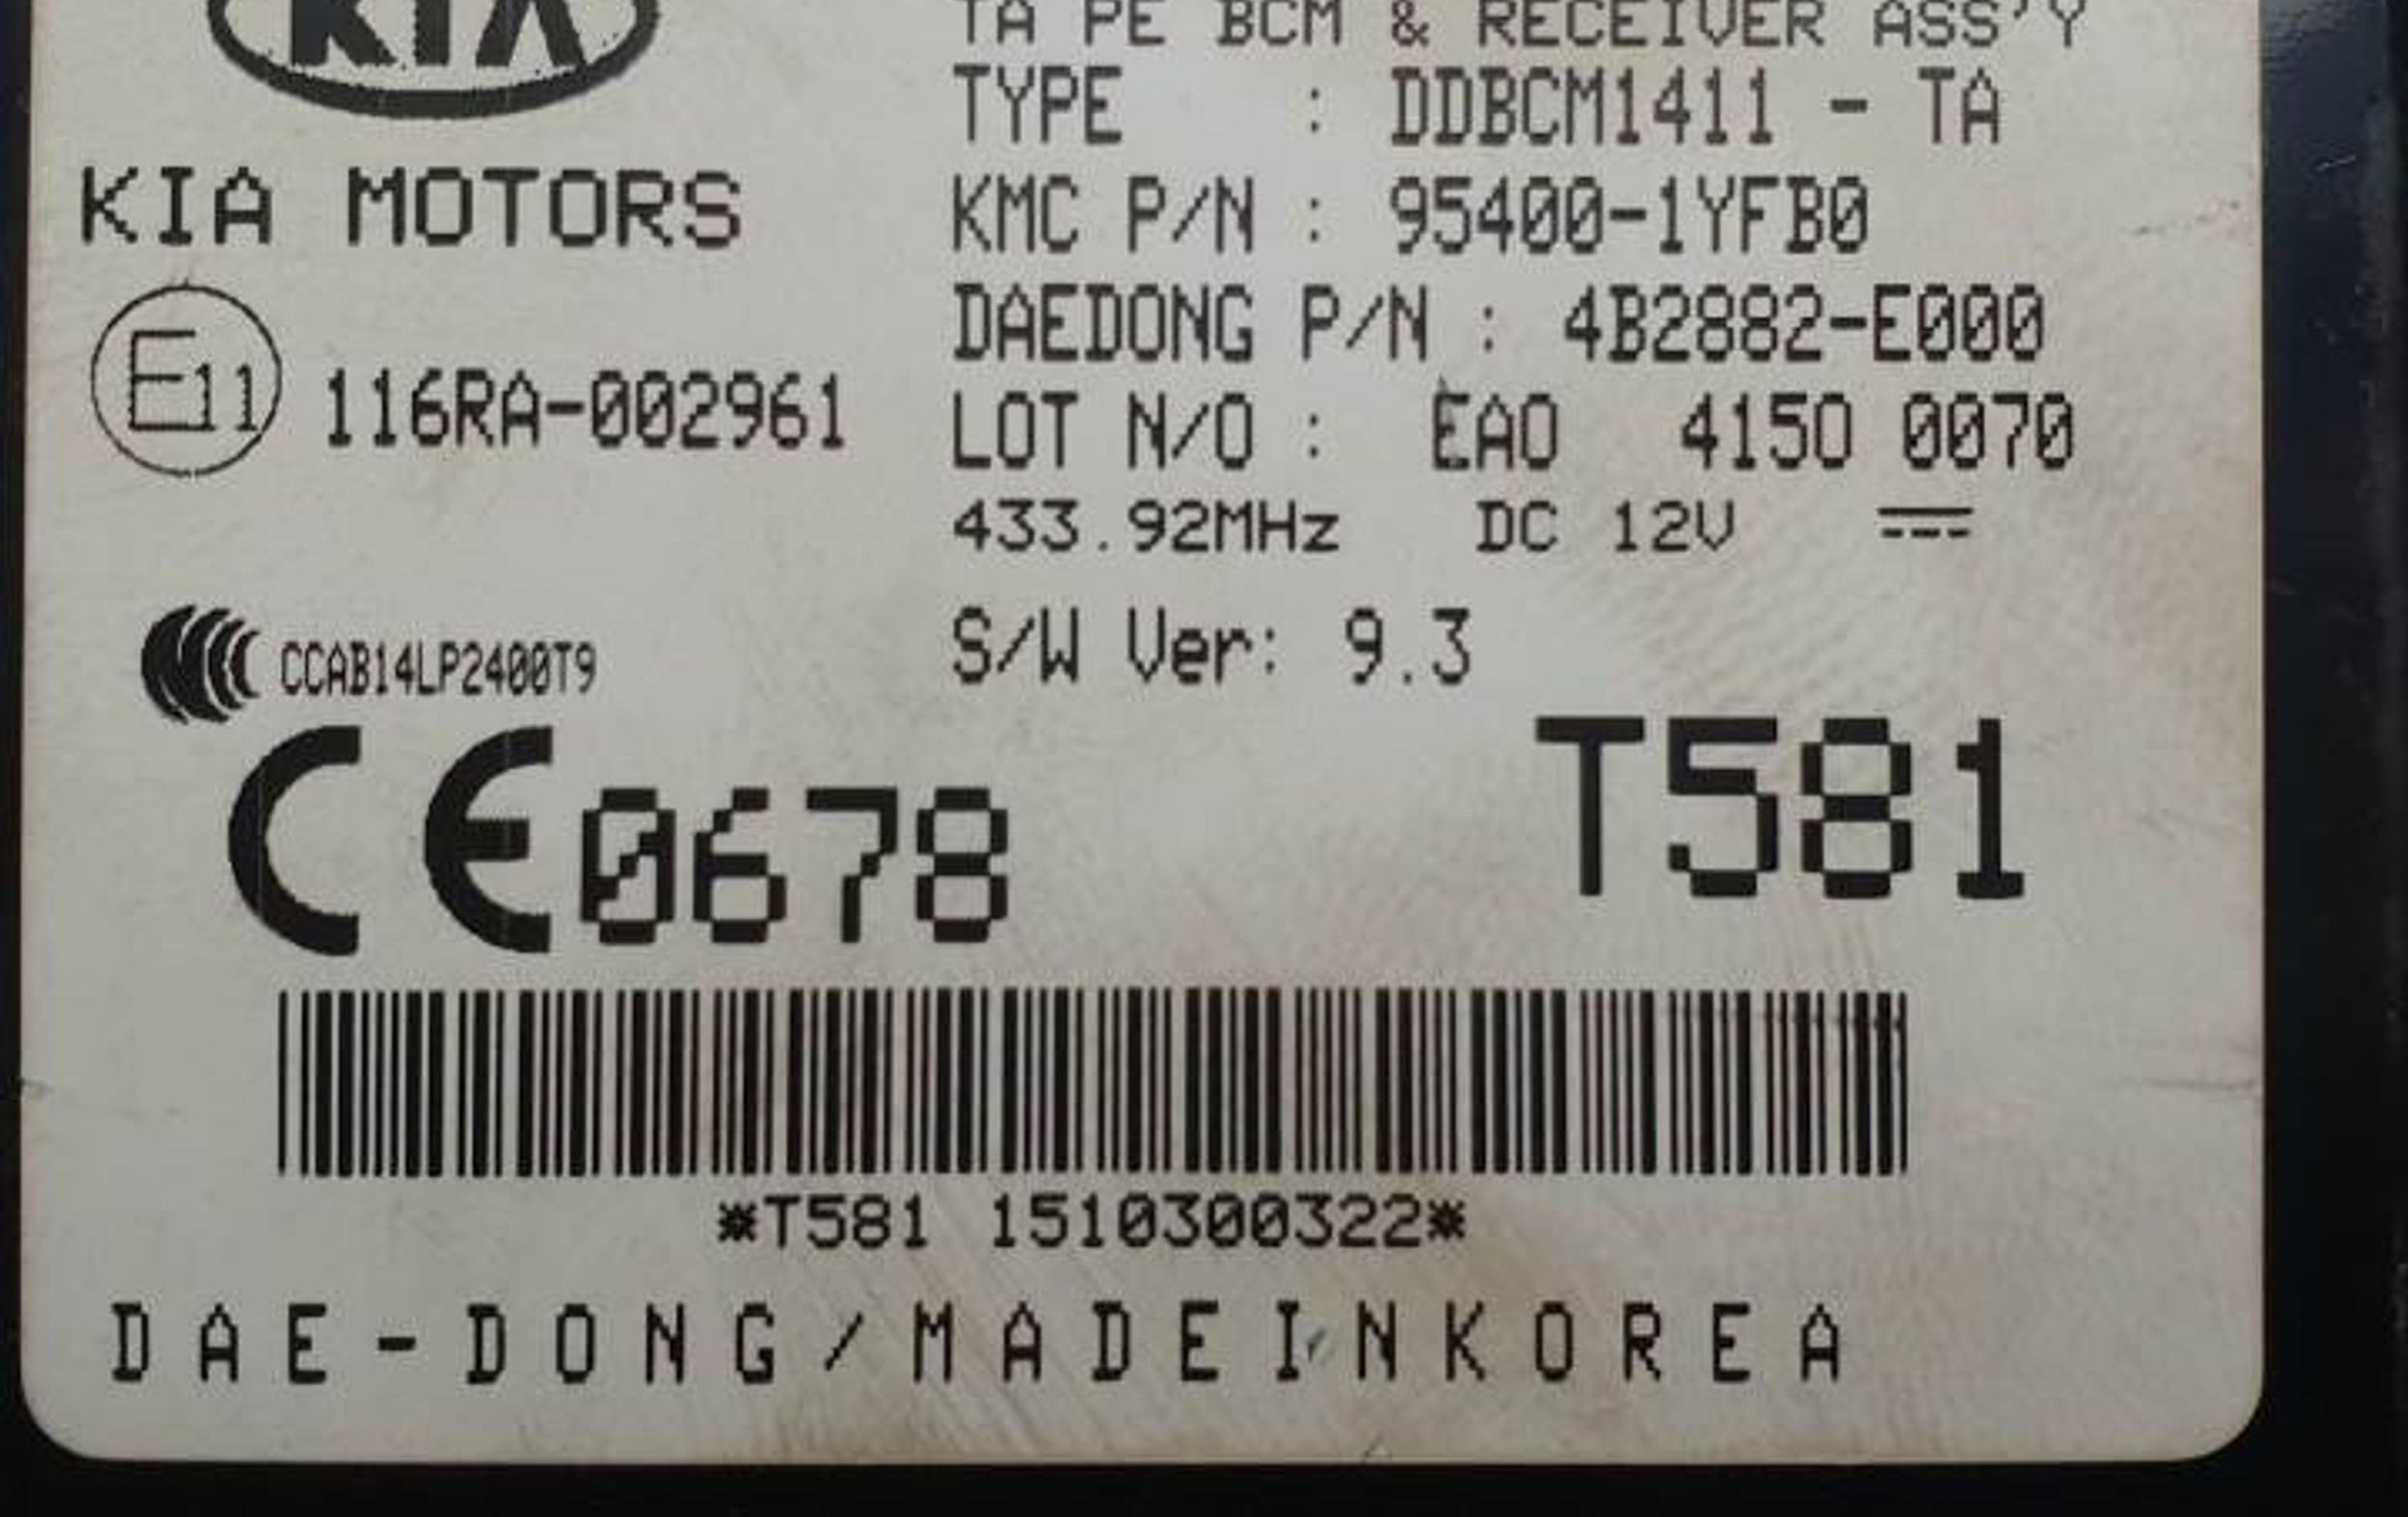 KIA
TA PE BCM & RECEIVER ASS'Y
TYPE : DDBCM1411 - TA
KIA MOTORS
KMC P/N : 95400-1YFB0
DAEDONG P/N : 4B2882-E000
E11 116RA-002961
LOT N/O : EAO 4150 0070
433.92MHz DC 12V
S/W Ver: 9.3
CCAB14LP2400T9
T581
CE0678
*T581 1510300322*
DAE-DONG/MADEINKOREA